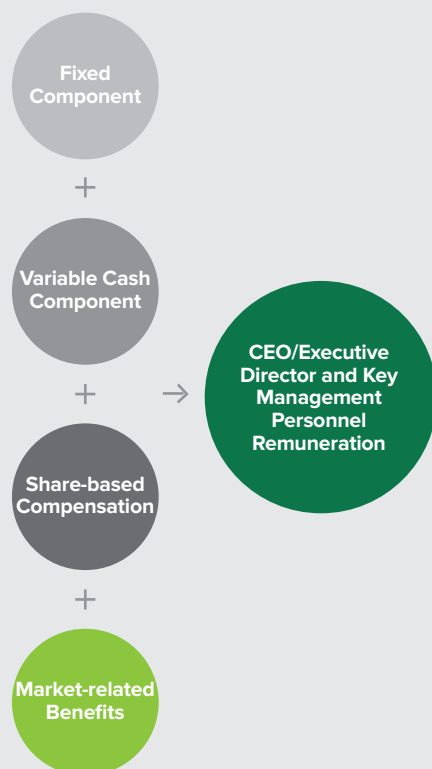 Fixed
Component
+
Variable Cash
Component
+
→
CEO/Executive
Director and Key
Management
Personnel
Remuneration
Share-based
Compensation
+
Market-related
Benefits